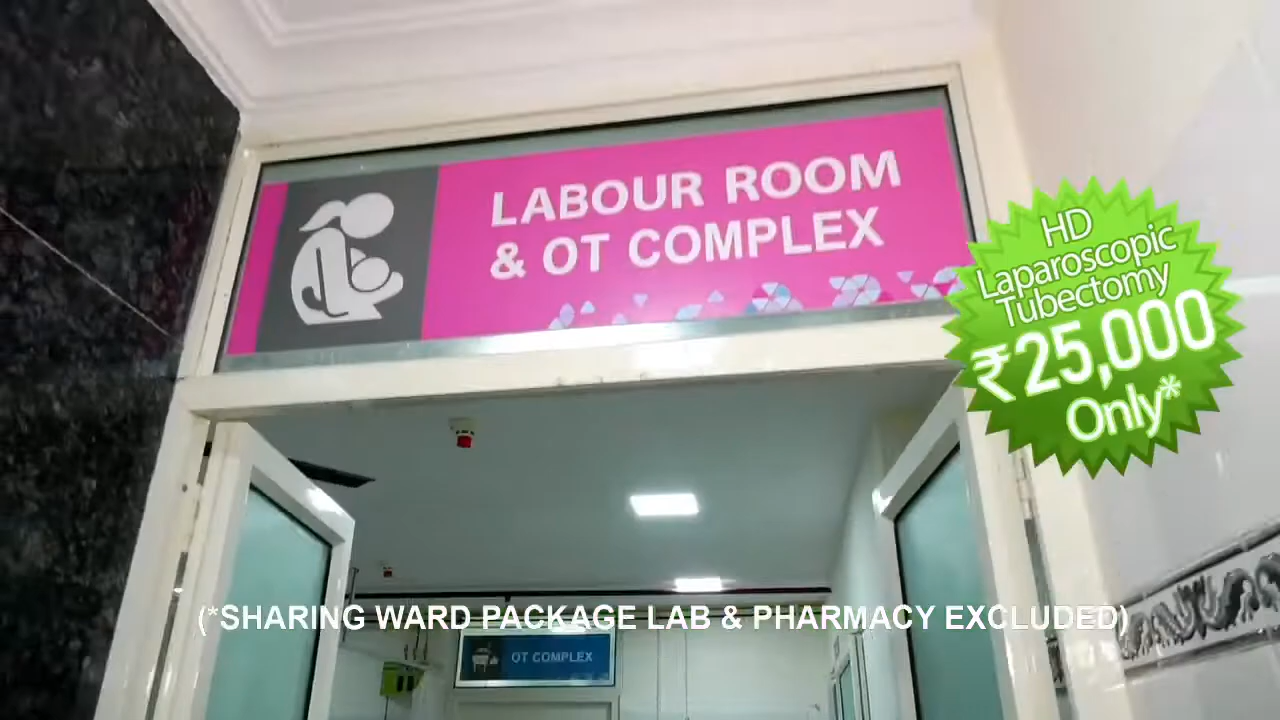 LABOUR ROOM
& OT COMPLEX
HD
Laparoscopic
Tubectomy
₹25,000
Only*
(*SHARING WARD PACKAGE LAB & PHARMACY EXCLUDED)
OT COMPLEX